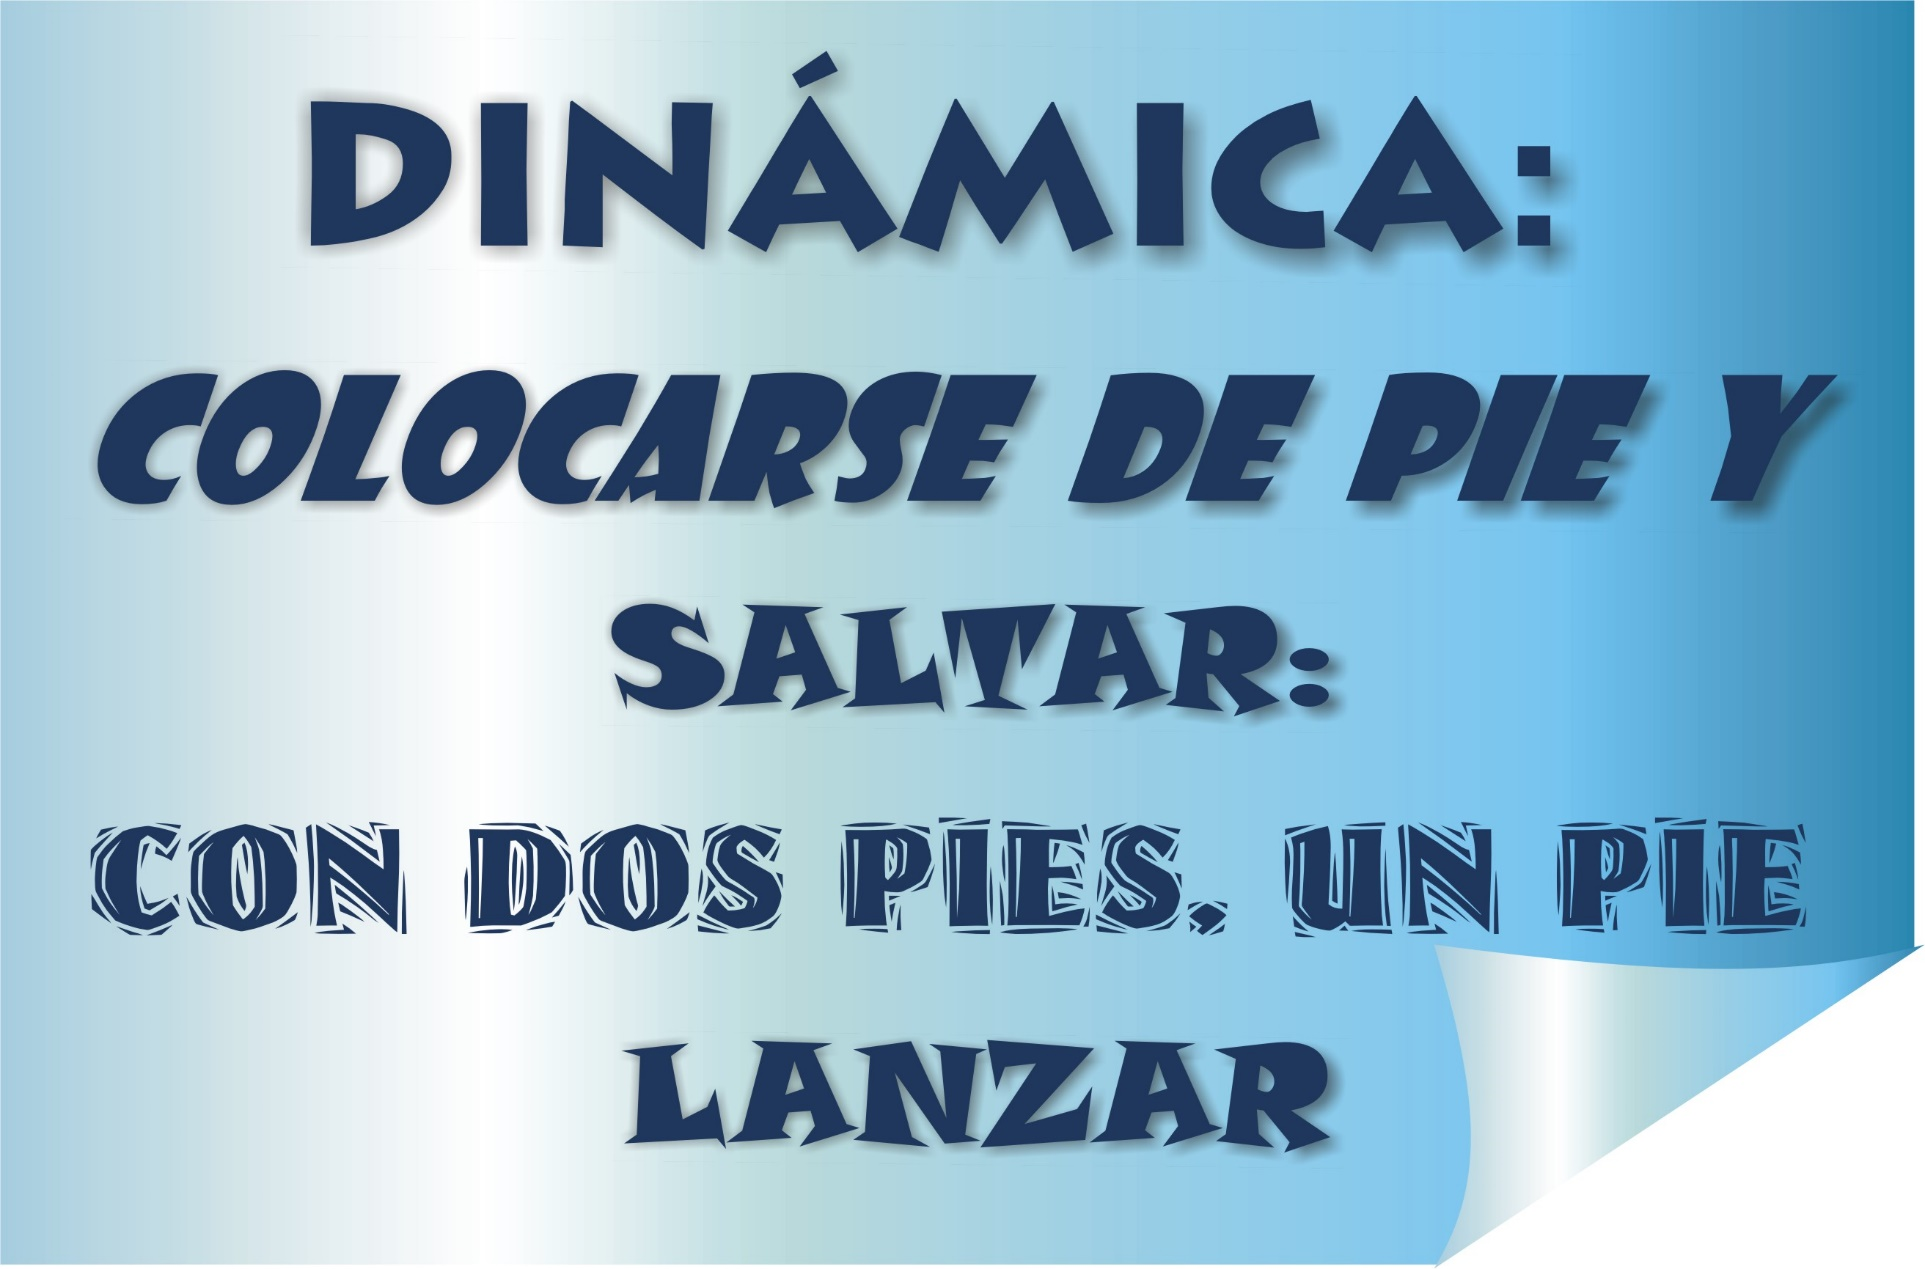 DINÁMICA:
COLOCARSE DE PIE Y
SALTAR:
CON DOS PIES, UN PIE
LANZAR